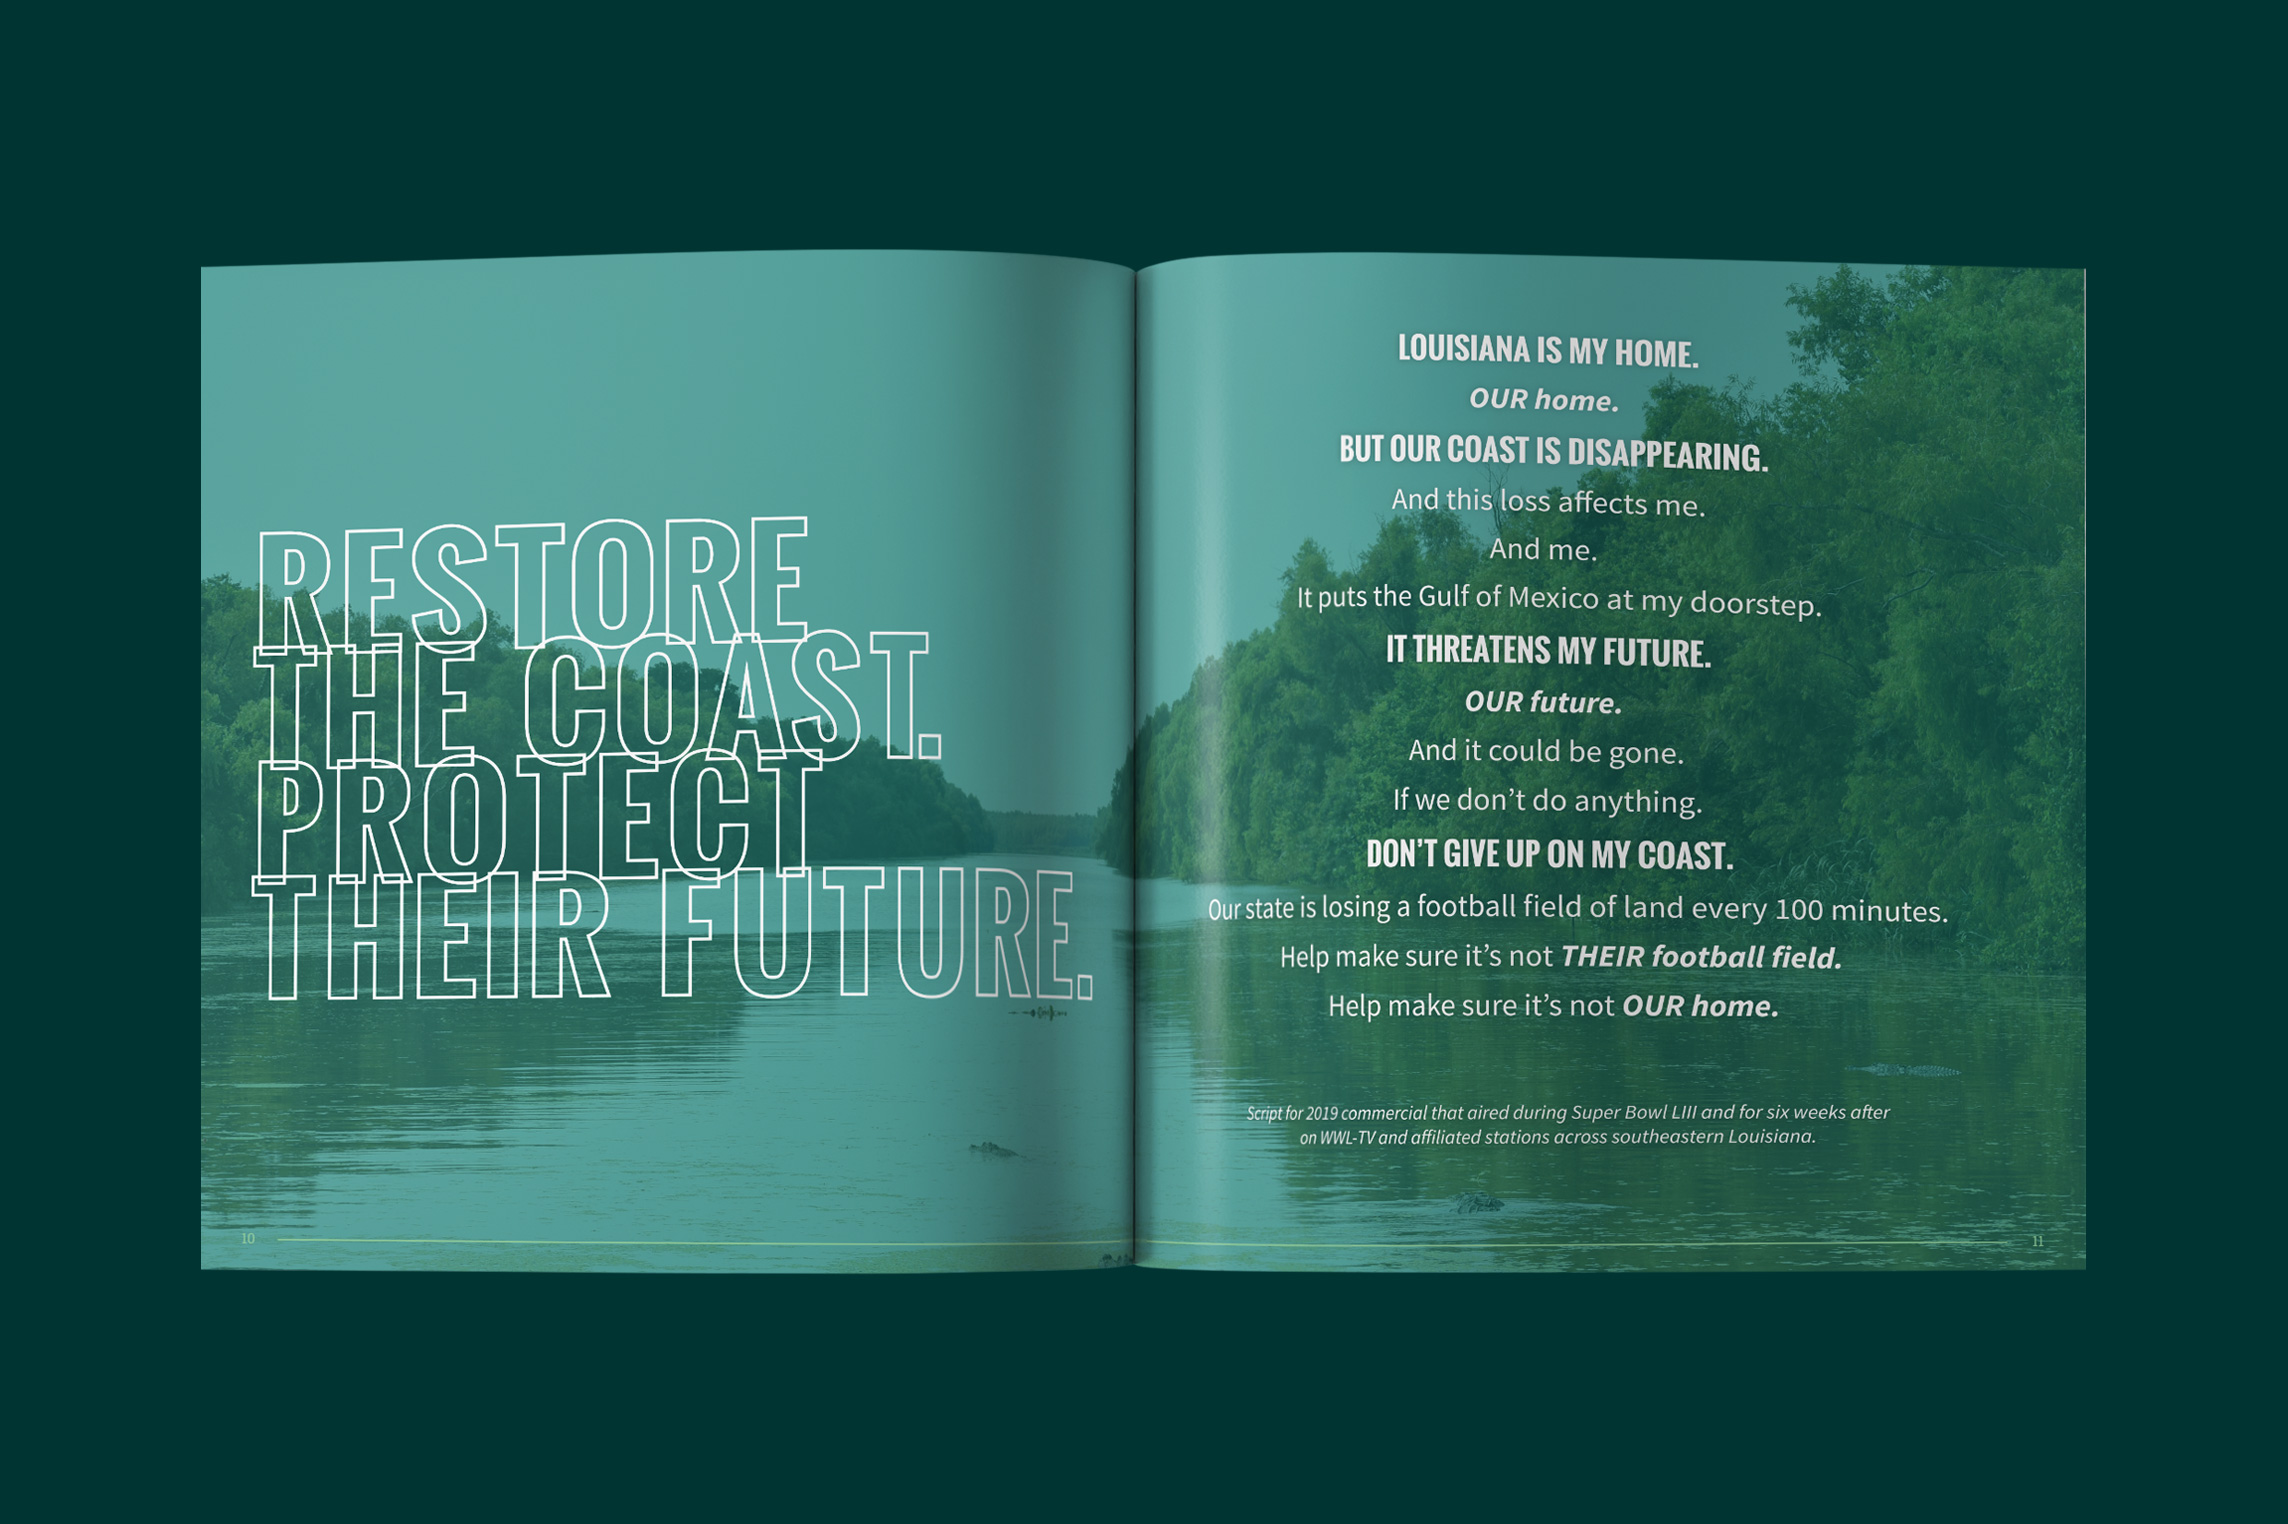 RESTORE
THE COAST.
PROTECT
THEIR FUTURE.
10
LOUISIANA IS MY HOME.
OUR home.
BUT OUR COAST IS DISAPPEARING.
And this loss affects me.
And me.
It puts the Gulf of Mexico at my doorstep.
IT THREATENS MY FUTURE.
OUR future.
And it could be gone.
If we don’t do anything.
DON’T GIVE UP ON MY COAST.
Our state is losing a football field of land every 100 minutes.
Help make sure it’s not THEIR football field.
Help make sure it’s not OUR home.
Script for 2019 commercial that aired during Super Bowl LIII and for six weeks after
on WWL-TV and affiliated stations across southeastern Louisiana.
11